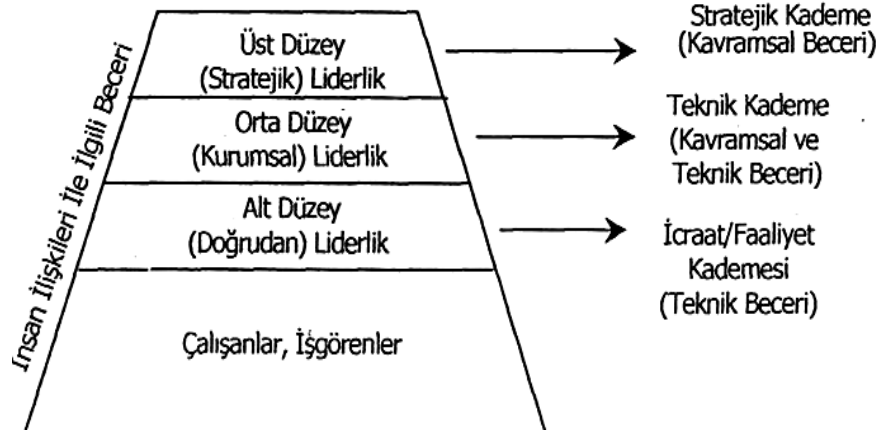 Üst Düzey
(Stratejik) Liderlik
Stratejik Kademe
(Kavramsal Beceri)
Orta Düzey
(Kurumsal) Liderlik
Teknik Kademe
(Kavramsal ve
Teknik Beceri)
Alt Düzey
(Doğrudan) Liderlik
İcraat/Faaliyet
Kademesi
(Teknik Beceri)
Çalışanlar, İşgörenler
İnsan İlişkileri İle İlgili Beceri